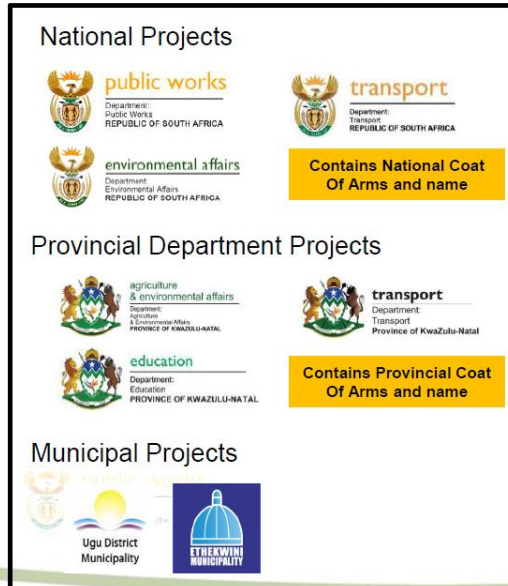 National Projects
public works
Department:
Public Works
REPUBLIC OF SOUTH AFRICA
transport
Department:
Transport
REPUBLIC OF SOUTH AFRICA
environmental affairs
Department:
Environmental Affairs
REPUBLIC OF SOUTH AFRICA
Contains National Coat
Of Arms and name
Provincial Department Projects
agriculture
& environmental affairs
Department:
Agriculture
& Environmental Affairs
PROVINCE OF KWAZULU-NATAL
transport
Department:
Transport
Province of KwaZulu-Natal
education
Department:
Education
PROVINCE OF KWAZULU-NATAL
Contains Provincial Coat
Of Arms and name
Municipal Projects
public works
Ugu District
Municipality
ETHEKWINI
MUNICIPALITY